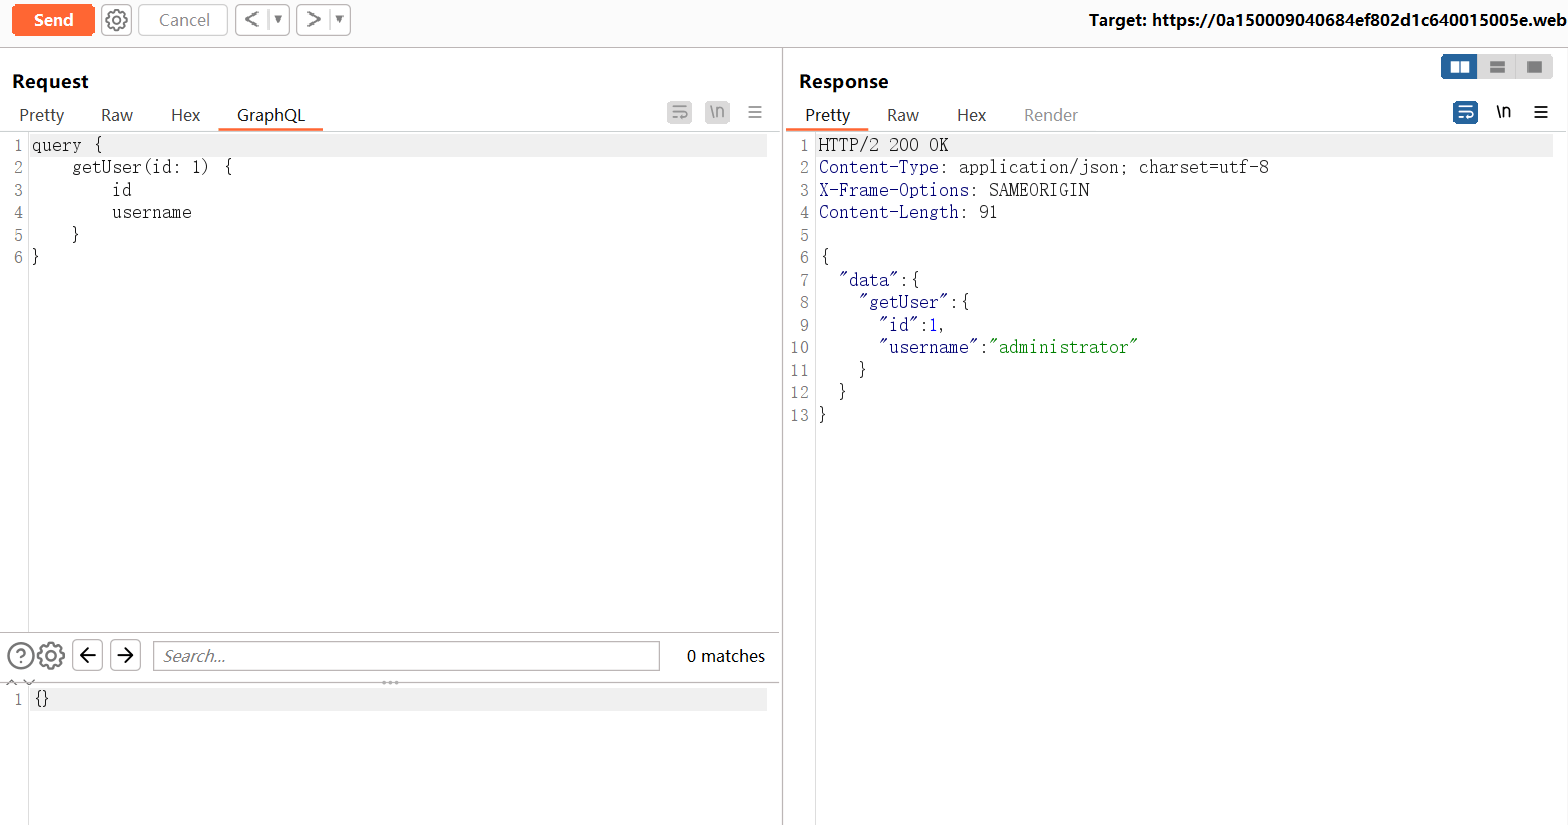 Send Cancel < ▼ > ▼ Target: https://0a150009040684ef802d1c640015005e.web
Request
Pretty Raw Hex GraphQL \n
1 query {
2     getUser(id: 1) {
3         id
4         username
5     }
6 }
? Search... 0 matches
1 {}
Response
Pretty Raw Hex Render \n
1 HTTP/2 200 OK
2 Content-Type: application/json; charset=utf-8
3 X-Frame-Options: SAMEORIGIN
4 Content-Length: 91
5
6 {
7   "data":{
8     "getUser":{
9       "id":1,
10       "username":"administrator"
11     }
12   }
13 }